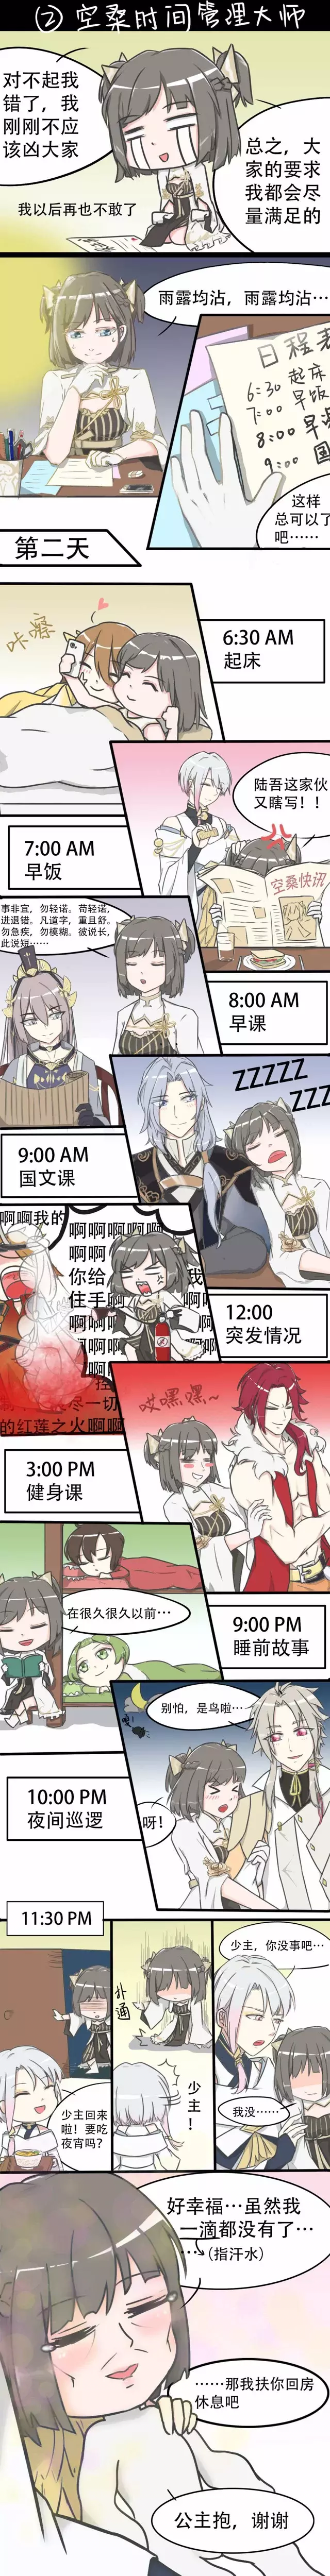 ②空桑时间管理大师
对不起我
错了，我
刚刚不应
该凶大家
我以后再也不敢了
总之，大
家的要求
我都会尽
量满足的
雨露均沾，雨露均沾…
日程表
6:30 起床
7:00 早饭
8:00 早课
9:00 国
这样
总可以了
吧……
第二天
咔嚓
6:30 AM
起床
陆吾这家伙
又瞎写！！
空桑快讯
7:00 AM
早饭
事非宜，勿轻诺。苟轻诺，
进退错。凡道字，重且舒。
勿急疾，勿模糊。彼说长，
此说短……
8:00 AM
早课
ZZZZZ
ZZZ
9:00 AM
国文课
啊啊我的
啊啊啊啊啊
啊啊
你给
住手
我
尽一切
的红莲之火啊啊
12:00
突发情况
哎嘿嘿~
3:00 PM
健身课
在很久很久以前…
9:00 PM
睡前故事
别怕，是鸟啦…
呀！
10:00 PM
夜间巡逻
11:30 PM
少主回来
啦！要吃
夜宵吗？
扑通
少主！
少主，你没事吧…
我没……
好幸福…虽然我
一滴都没有了…
…(指汗水)
……那我扶你回房
休息吧
公主抱，谢谢